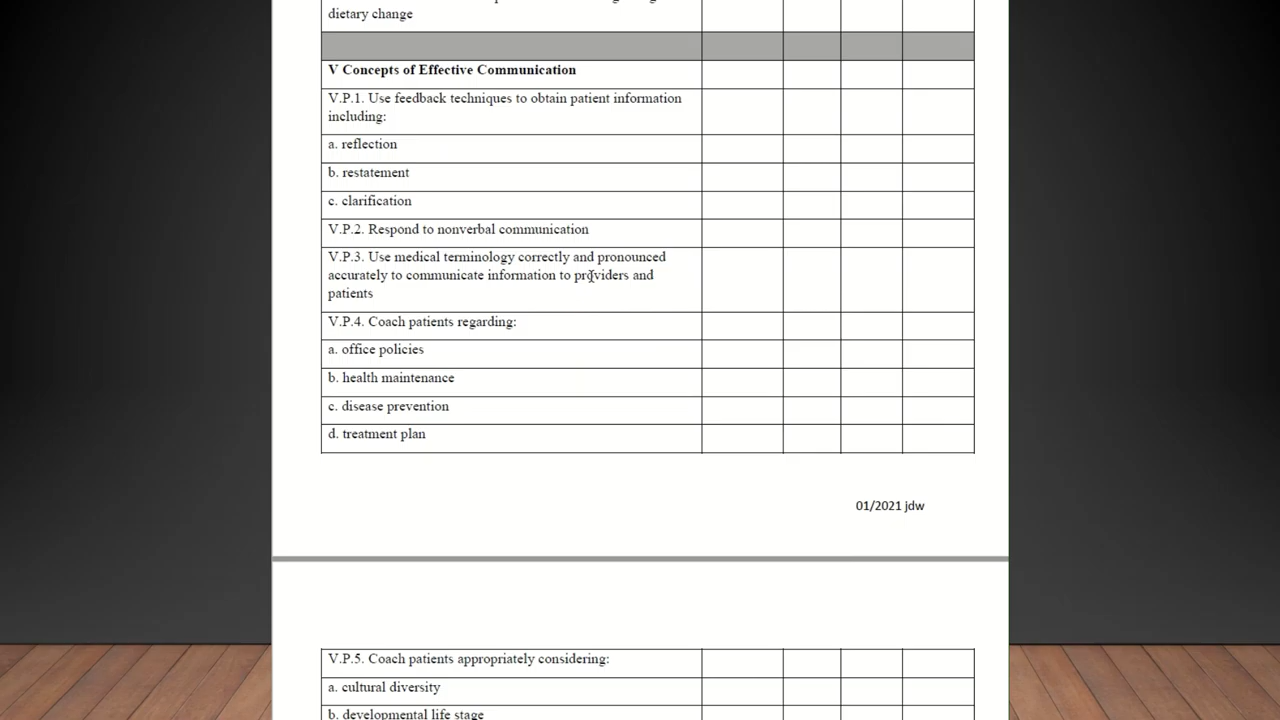 dietary change
V Concepts of Effective Communication
V.P.1. Use feedback techniques to obtain patient information
including:
a. reflection
b. restatement
c. clarification
V.P.2. Respond to nonverbal communication
V.P.3. Use medical terminology correctly and pronounced
accurately to communicate information to providers and
patients
V.P.4. Coach patients regarding:
a. office policies
b. health maintenance
c. disease prevention
d. treatment plan
01/2021 jdw
V.P.5. Coach patients appropriately considering:
a. cultural diversity
b. developmental life stage